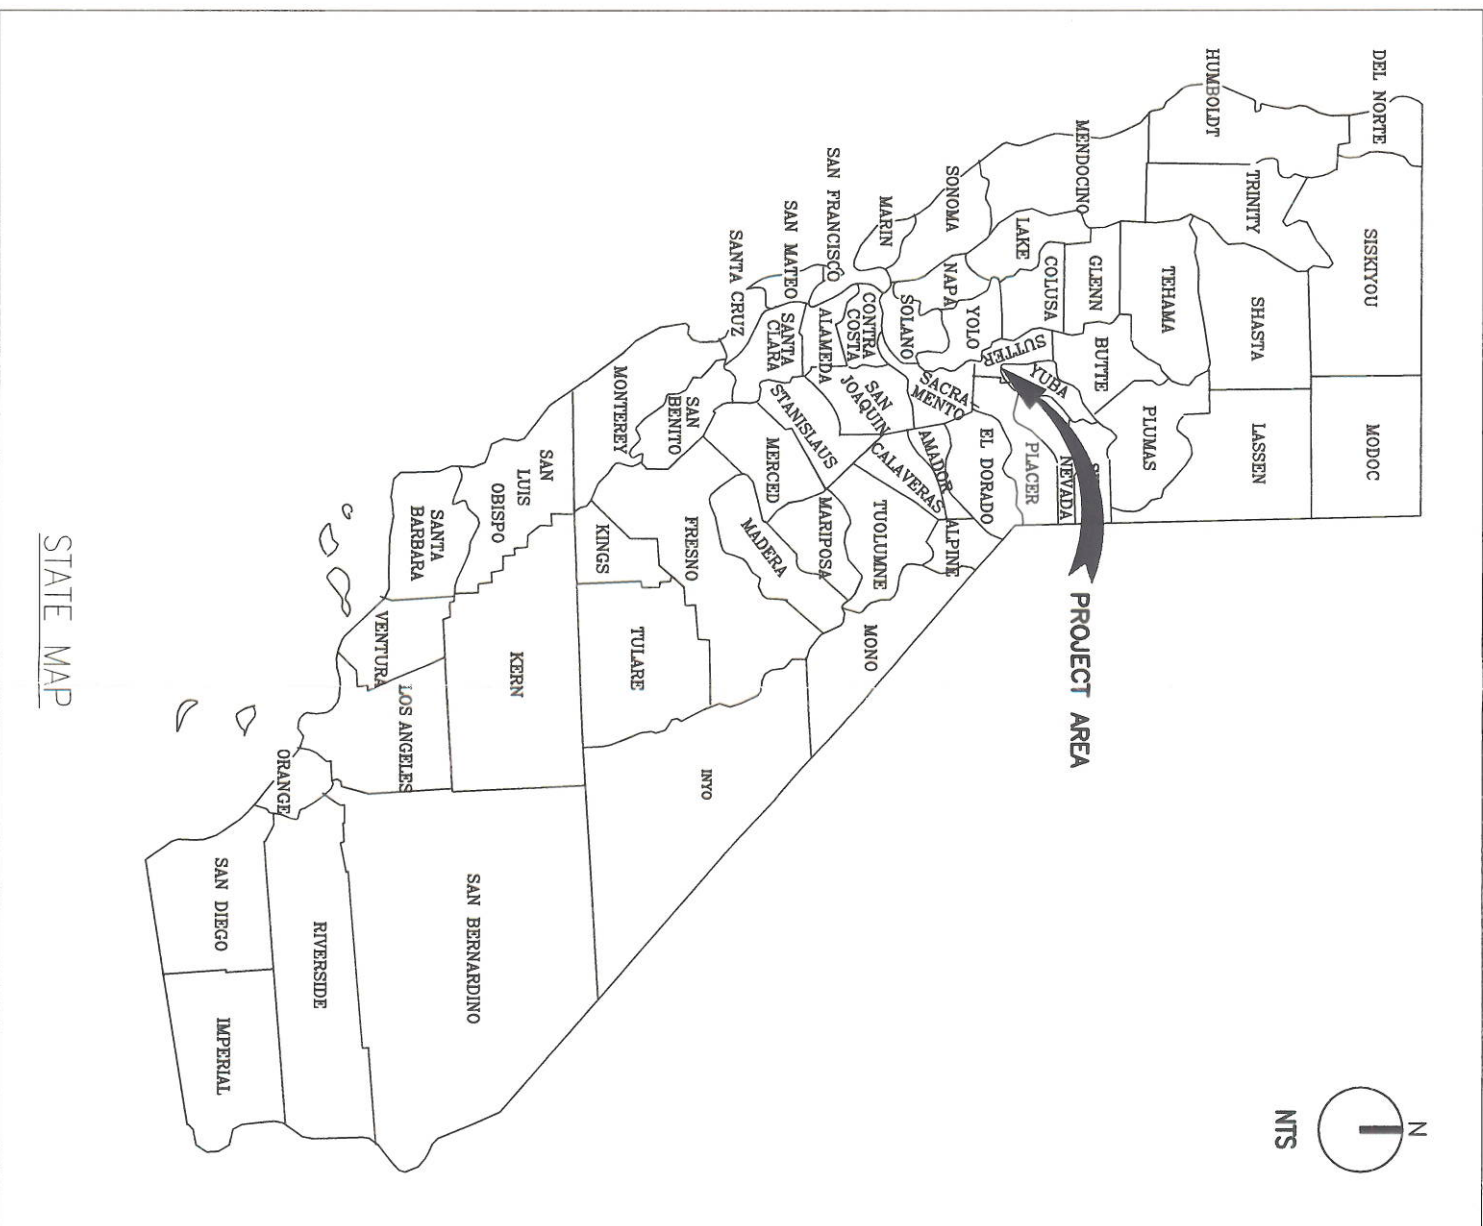 DEL NORTE
SISKIYOU
MODOC
HUMBOLDT
TRINITY
SHASTA
LASSEN
TEHAMA
PLUMAS
MENDOCINO
GLENN
BUTTE
LAKE
COLUSA
SUTTER
YUBA
NEVADA
PLACER
PROJECT AREA
SONOMA
NAPA
YOLO
EL DORADO
MARIN
SOLANO
SACRA
MENTO
AMADOR
ALPINE
SAN FRANCISCO
CONTRA
COSTA
SAN
JOAQUIN
CALAVERAS
TUOLUMNE
MONO
SAN MATEO
ALAMEDA
SANTA
CLARA
STANISLAUS
MARIPOSA
SANTA CRUZ
MERCED
MADERA
SAN
BENITO
MONTEREY
FRESNO
INYO
KINGS
TULARE
SAN
LUIS
OBISPO
KERN
SAN BERNARDINO
SANTA
BARBARA
VENTURA
LOS ANGELES
ORANGE
RIVERSIDE
SAN DIEGO
IMPERIAL
N
NTS
STATE MAP